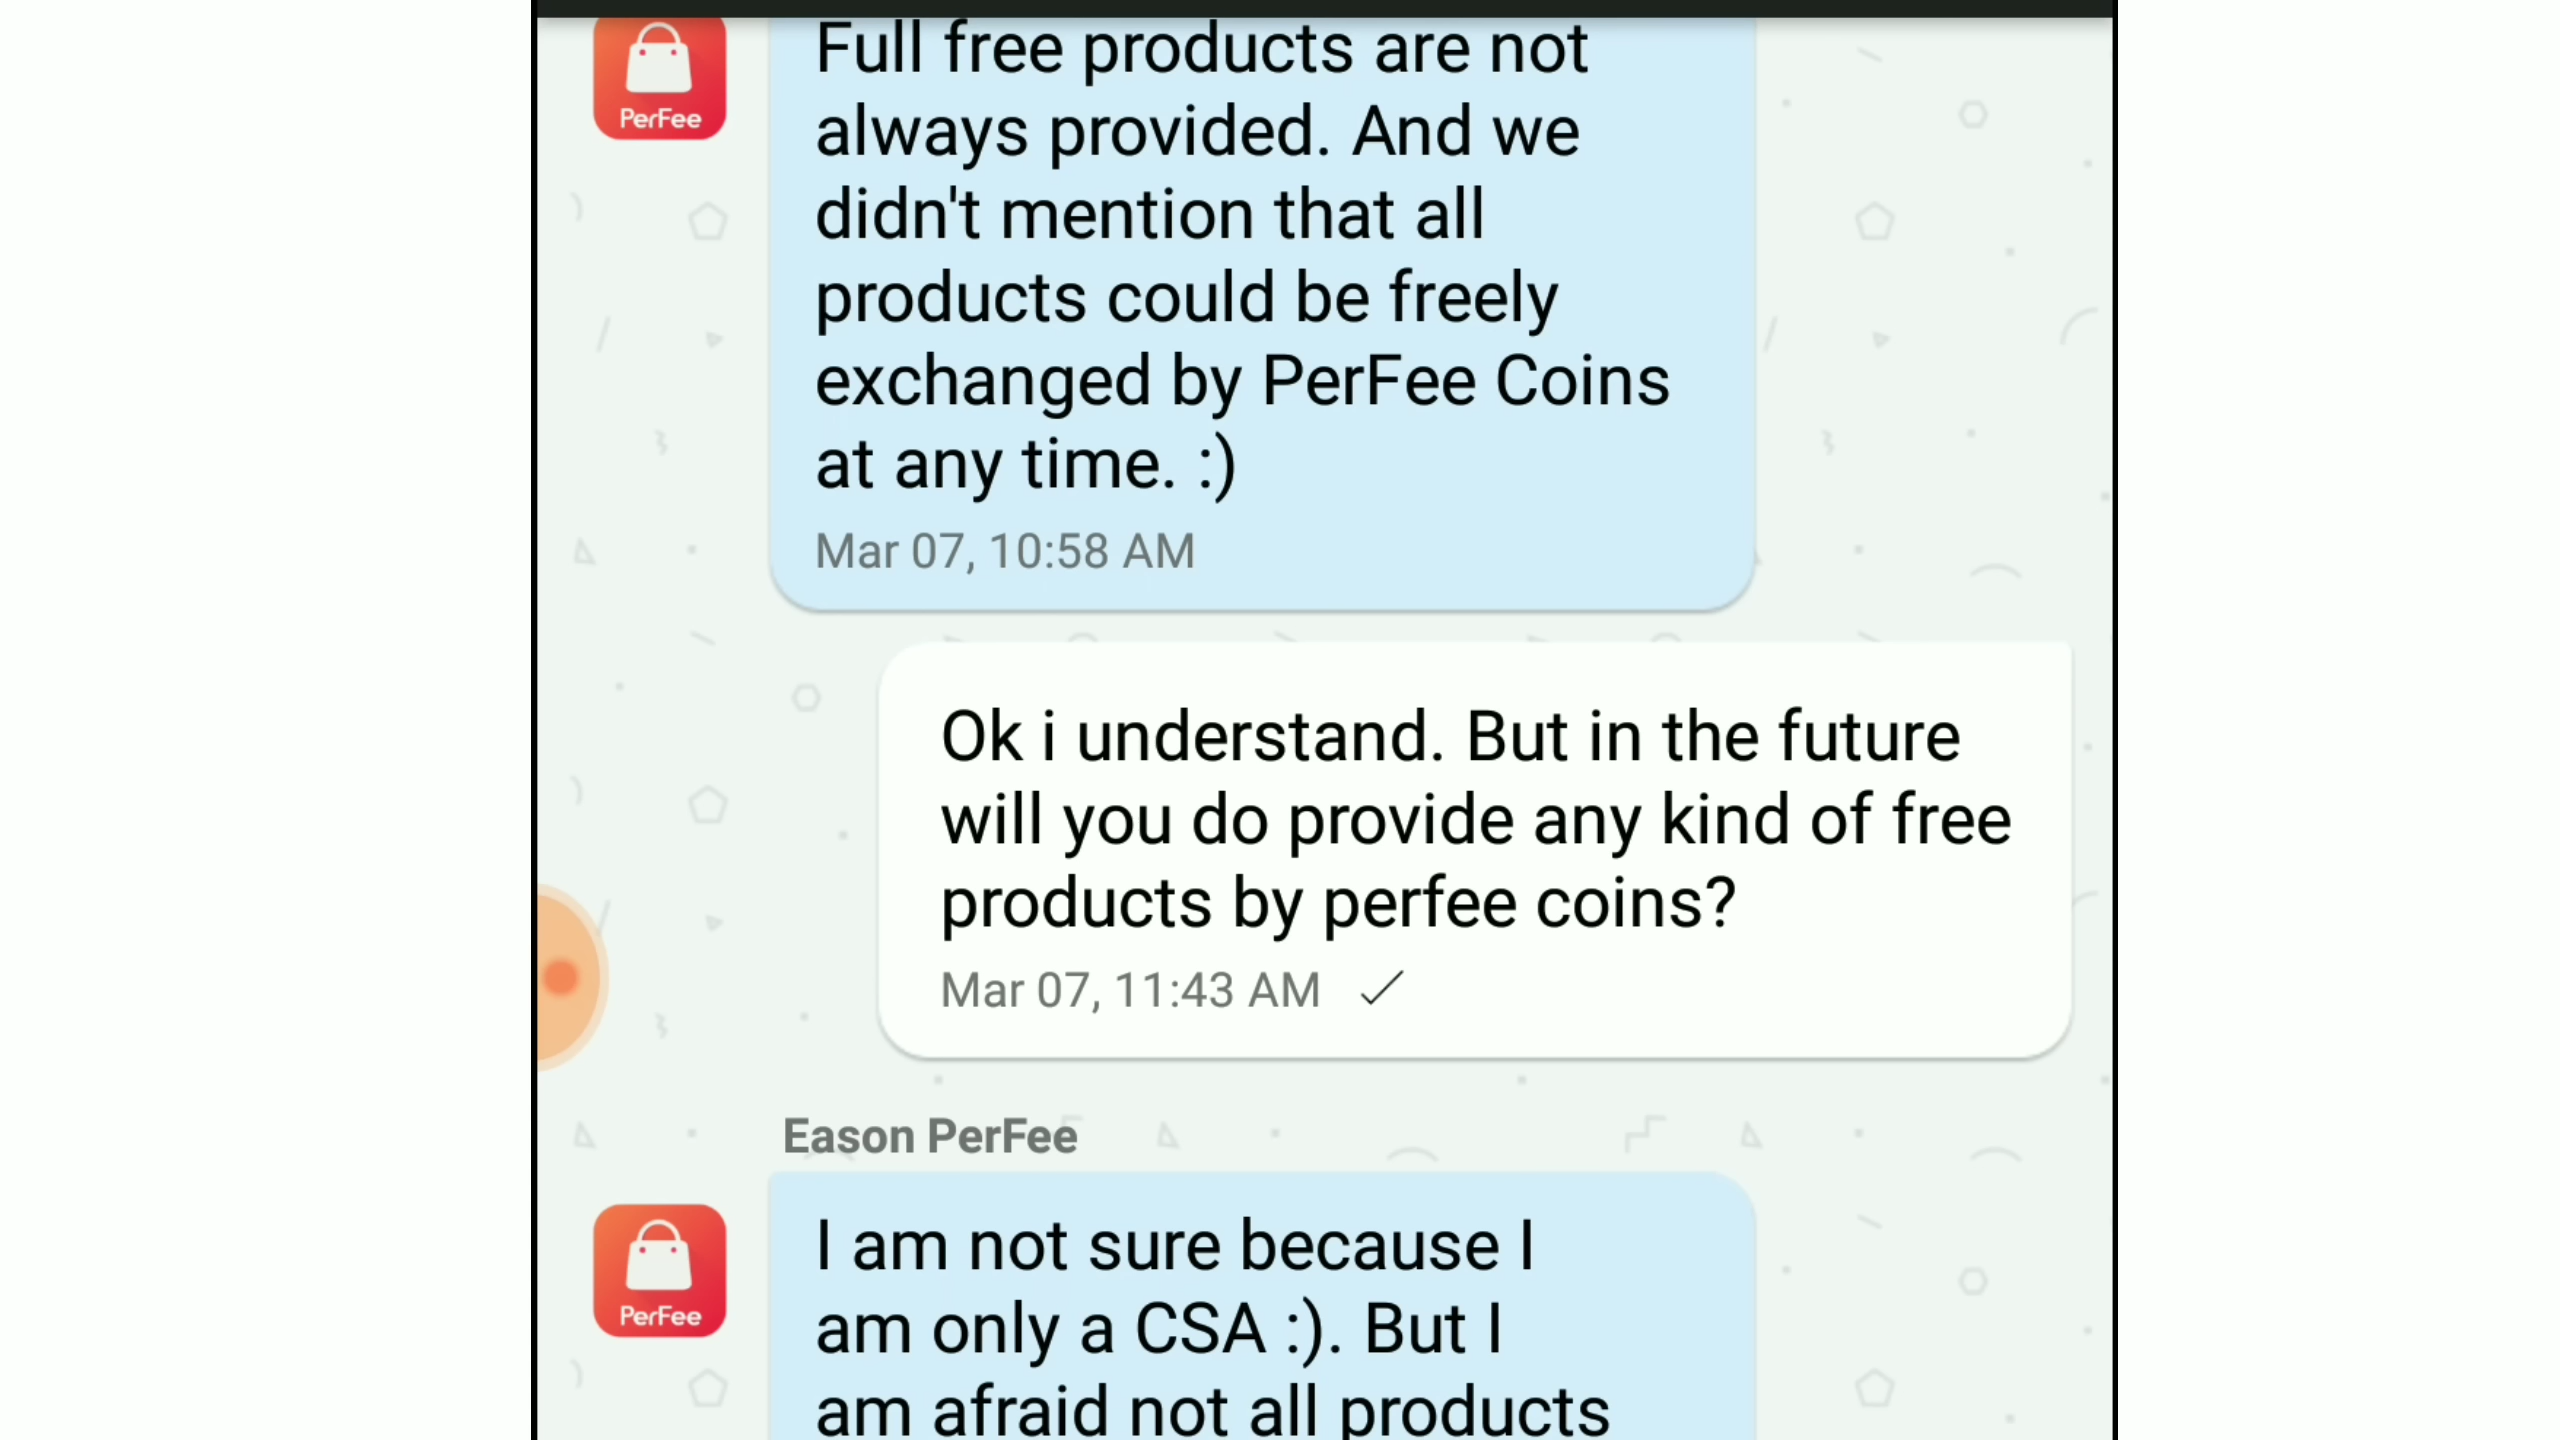 Full free products are not
PerFee
always provided. And we
didn't mention that all
products could be freely
exchanged by PerFee Coins
at any time. :)
Mar 07, 10:58 AM
Ok i understand. But in the future
will you do provide any kind of free
products by perfee coins?
Mar 07, 11:43 AM
Eason PerFee
I am not sure because I
PerFee
am only a CSA :). But I
am afraid not all products